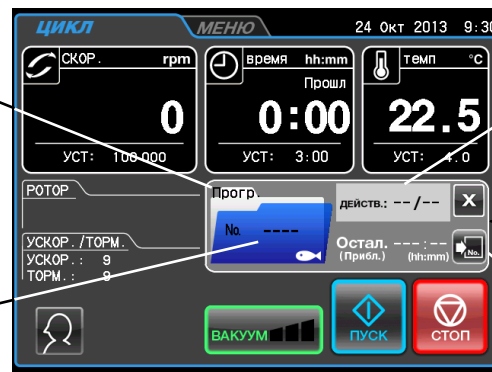 ЦИКЛ
МЕНЮ
24 Окт 2013 9:30
СКОР. rpm
0
УСТ: 100 000
время hh:mm
Прошл
0:00
УСТ: 3:00
темп °C
22.5
УСТ: 4.0
РОТОР
УСКОР./ТОРМ.
УСКОР.: 9
ТОРМ.: 9
Прогр.
No. ----
ДЕЙСТВ.: --/--
X
Остал. ---:--
(Прибл.) (hh:mm)
No.
ВАКУУМ
ПУСК
СТОП